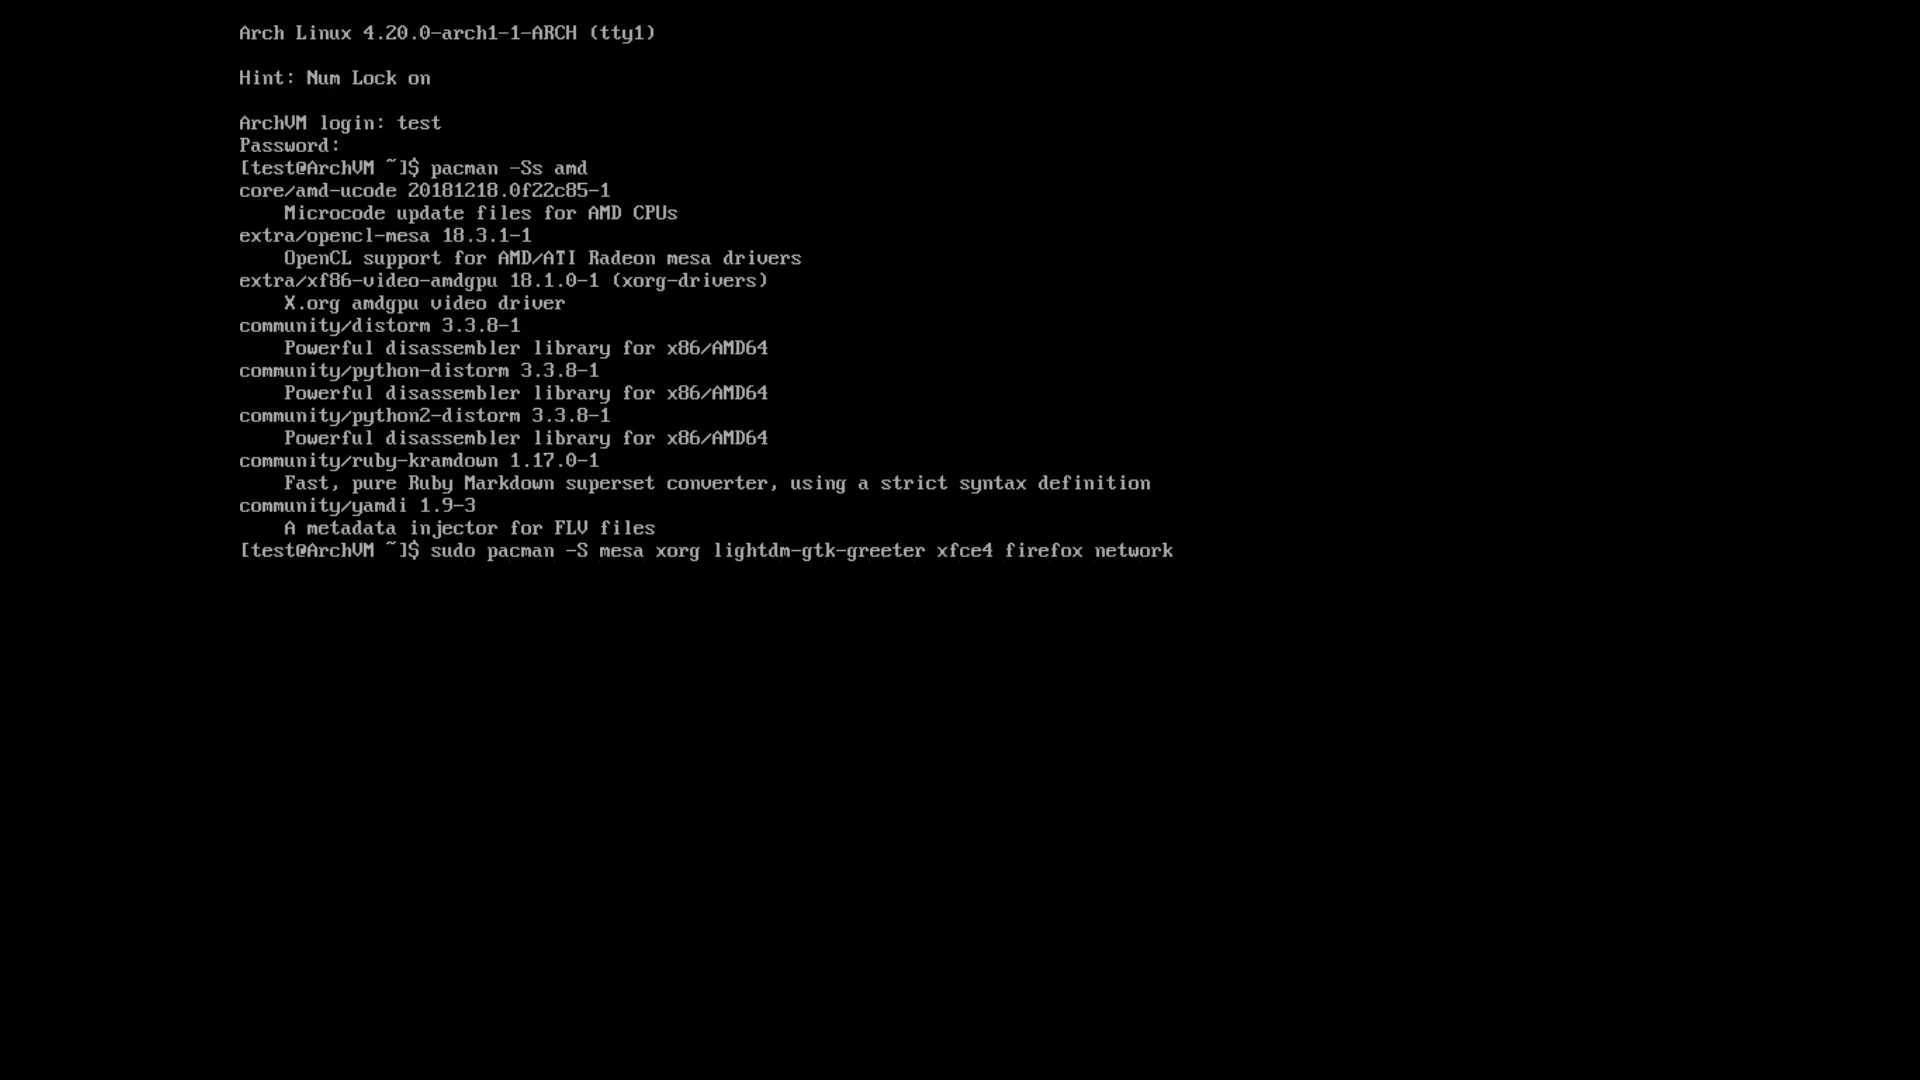 Arch Linux 4.20.0-arch1-1-ARCH (tty1)
Hint: Num Lock on
ArchVM login: test
Password:
[test@ArchVM ~]$ pacman -Ss amd
core/amd-ucode 20181218.0f22c85-1
    Microcode update files for AMD CPUs
extra/opencl-mesa 18.3.1-1
    OpenCL support for AMD/ATI Radeon mesa drivers
extra/xf86-video-amdgpu 18.1.0-1 (xorg-drivers)
    X.org amdgpu video driver
community/distorm 3.3.8-1
    Powerful disassembler library for x86/AMD64
community/python-distorm 3.3.8-1
    Powerful disassembler library for x86/AMD64
community/python2-distorm 3.3.8-1
    Powerful disassembler library for x86/AMD64
community/ruby-kramdown 1.17.0-1
    Fast, pure Ruby Markdown superset converter, using a strict syntax definition
community/yamdi 1.9-3
    A metadata injector for FLV files
[test@ArchVM ~]$ sudo pacman -S mesa xorg lightdm-gtk-greeter xfce4 firefox network